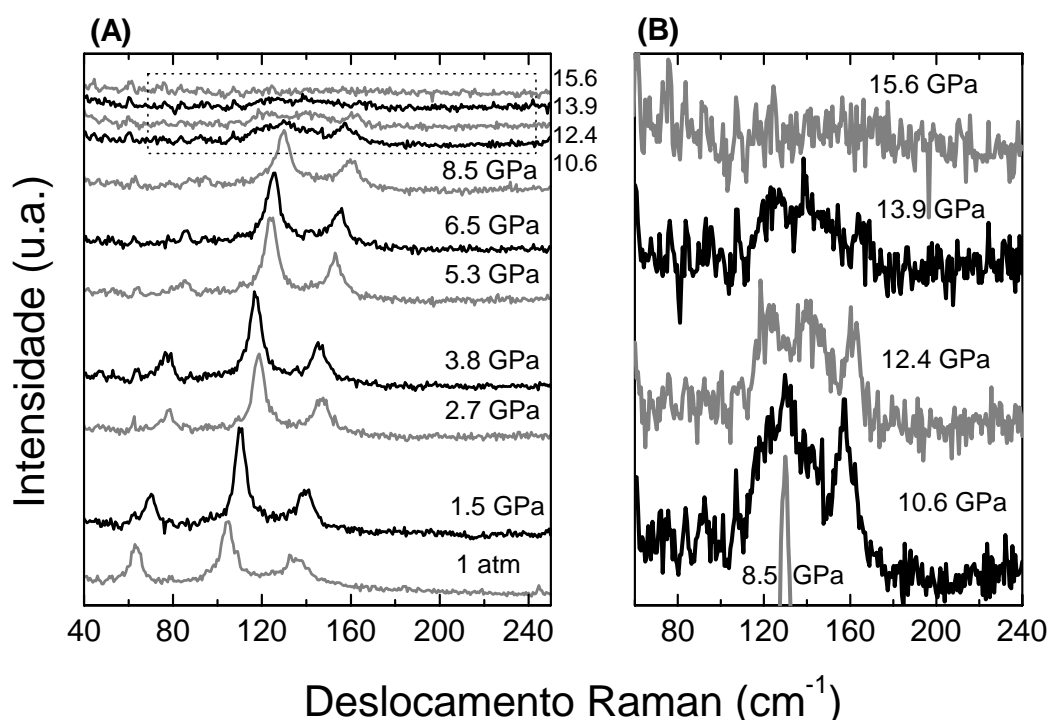 (A)
15.6
13.9
12.4
10.6
8.5 GPa
6.5 GPa
5.3 GPa
3.8 GPa
2.7 GPa
1.5 GPa
1 atm
40 80 120 160 200 240
(B)
15.6 GPa
13.9 GPa
12.4 GPa
10.6 GPa
8.5 GPa
80 120 160 200 240
Intensidade (u.a.)
Deslocamento Raman (cm⁻¹)